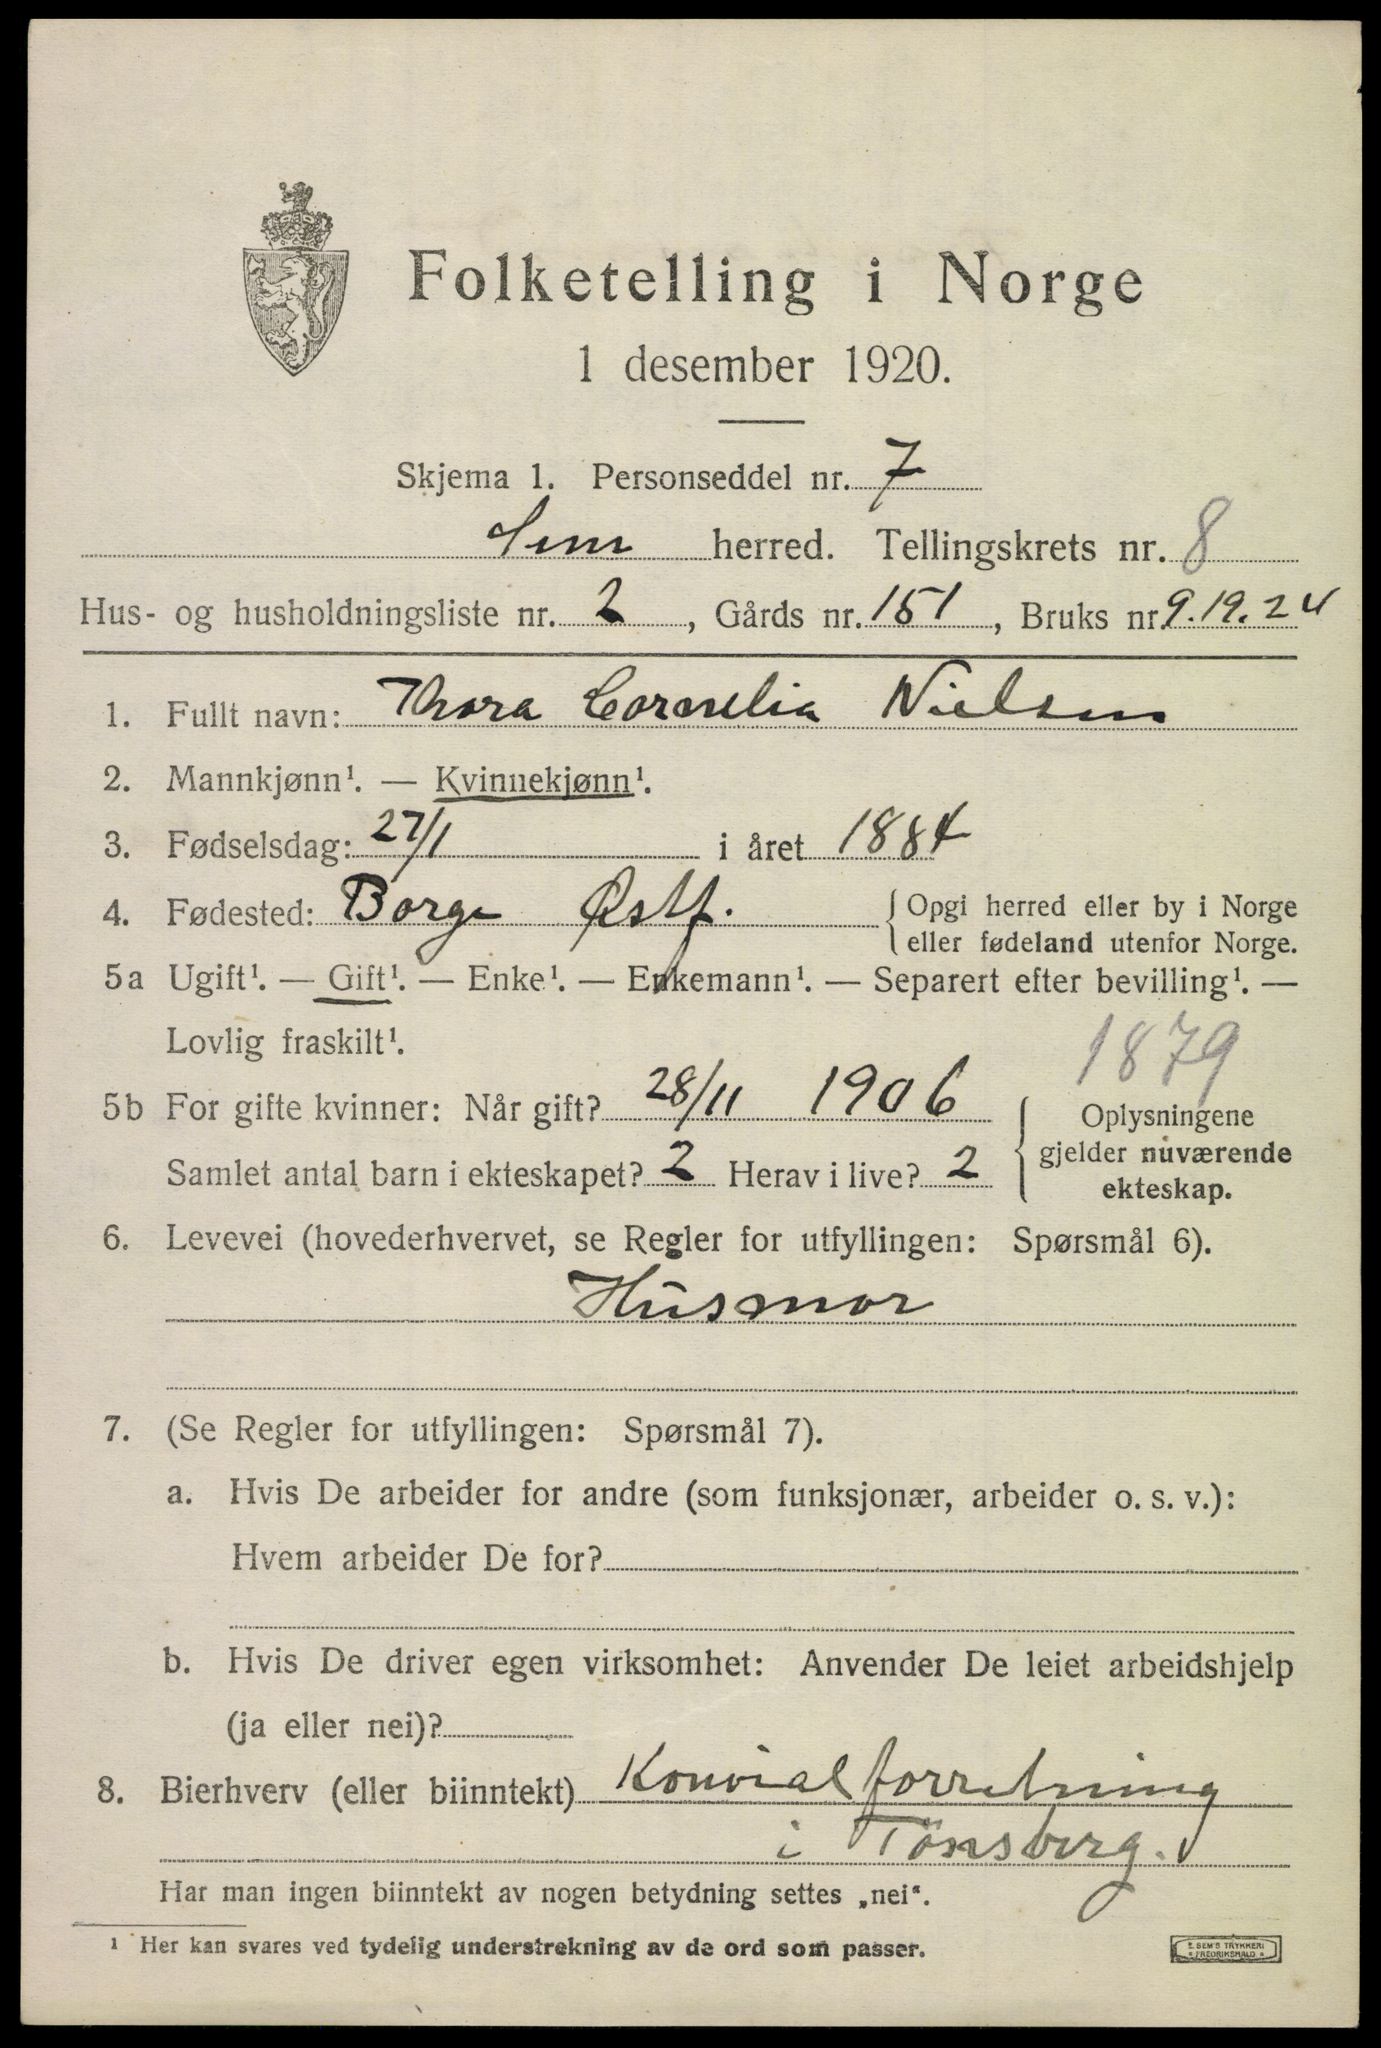 Folketelling i Norge
1 desember 1920.
Skjema 1. Personseddel nr. 7
Sem herred. Tellingskrets nr. 8
Hus- og husholdningsliste nr. 2, Gårds nr. 151, Bruks nr. 9.19.24
1. Fullt navn: Thora Cornelia Nielsen
2. Mannkjønn¹. — Kvinnekjønn¹.
3. Fødselsdag: 27/1 i året 1884
4. Fødested: Borge Østf. {Opgi herred eller by i Norge
eller fødeland utenfor Norge.
5a Ugift¹. — Gift¹. — Enke¹. — Enkemann¹. — Separert efter bevilling¹. —
Lovlig fraskilt¹.
1879
5b For gifte kvinner: Når gift? 28/11 1906 {Oplysningene
gjelder nuværende
ekteskap.
Samlet antal barn i ekteskapet? 2 Herav i live? 2
6. Levevei (hovederhvervet, se Regler for utfyllingen: Spørsmål 6).
Husmor
7. (Se Regler for utfyllingen: Spørsmål 7).
a. Hvis De arbeider for andre (som funksjonær, arbeider o. s. v.):
Hvem arbeider De for?
b. Hvis De driver egen virksomhet: Anvender De leiet arbeidshjelp
(ja eller nei)?
8. Bierhverv (eller biinntekt) Konvialforretning
i Tönsberg.
Har man ingen biinntekt av nogen betydning settes „nei“.
¹ Her kan svares ved tydelig understrekning av de ord som passer.
E. SEM'S TRYKKERI
FREDRIKSHALD